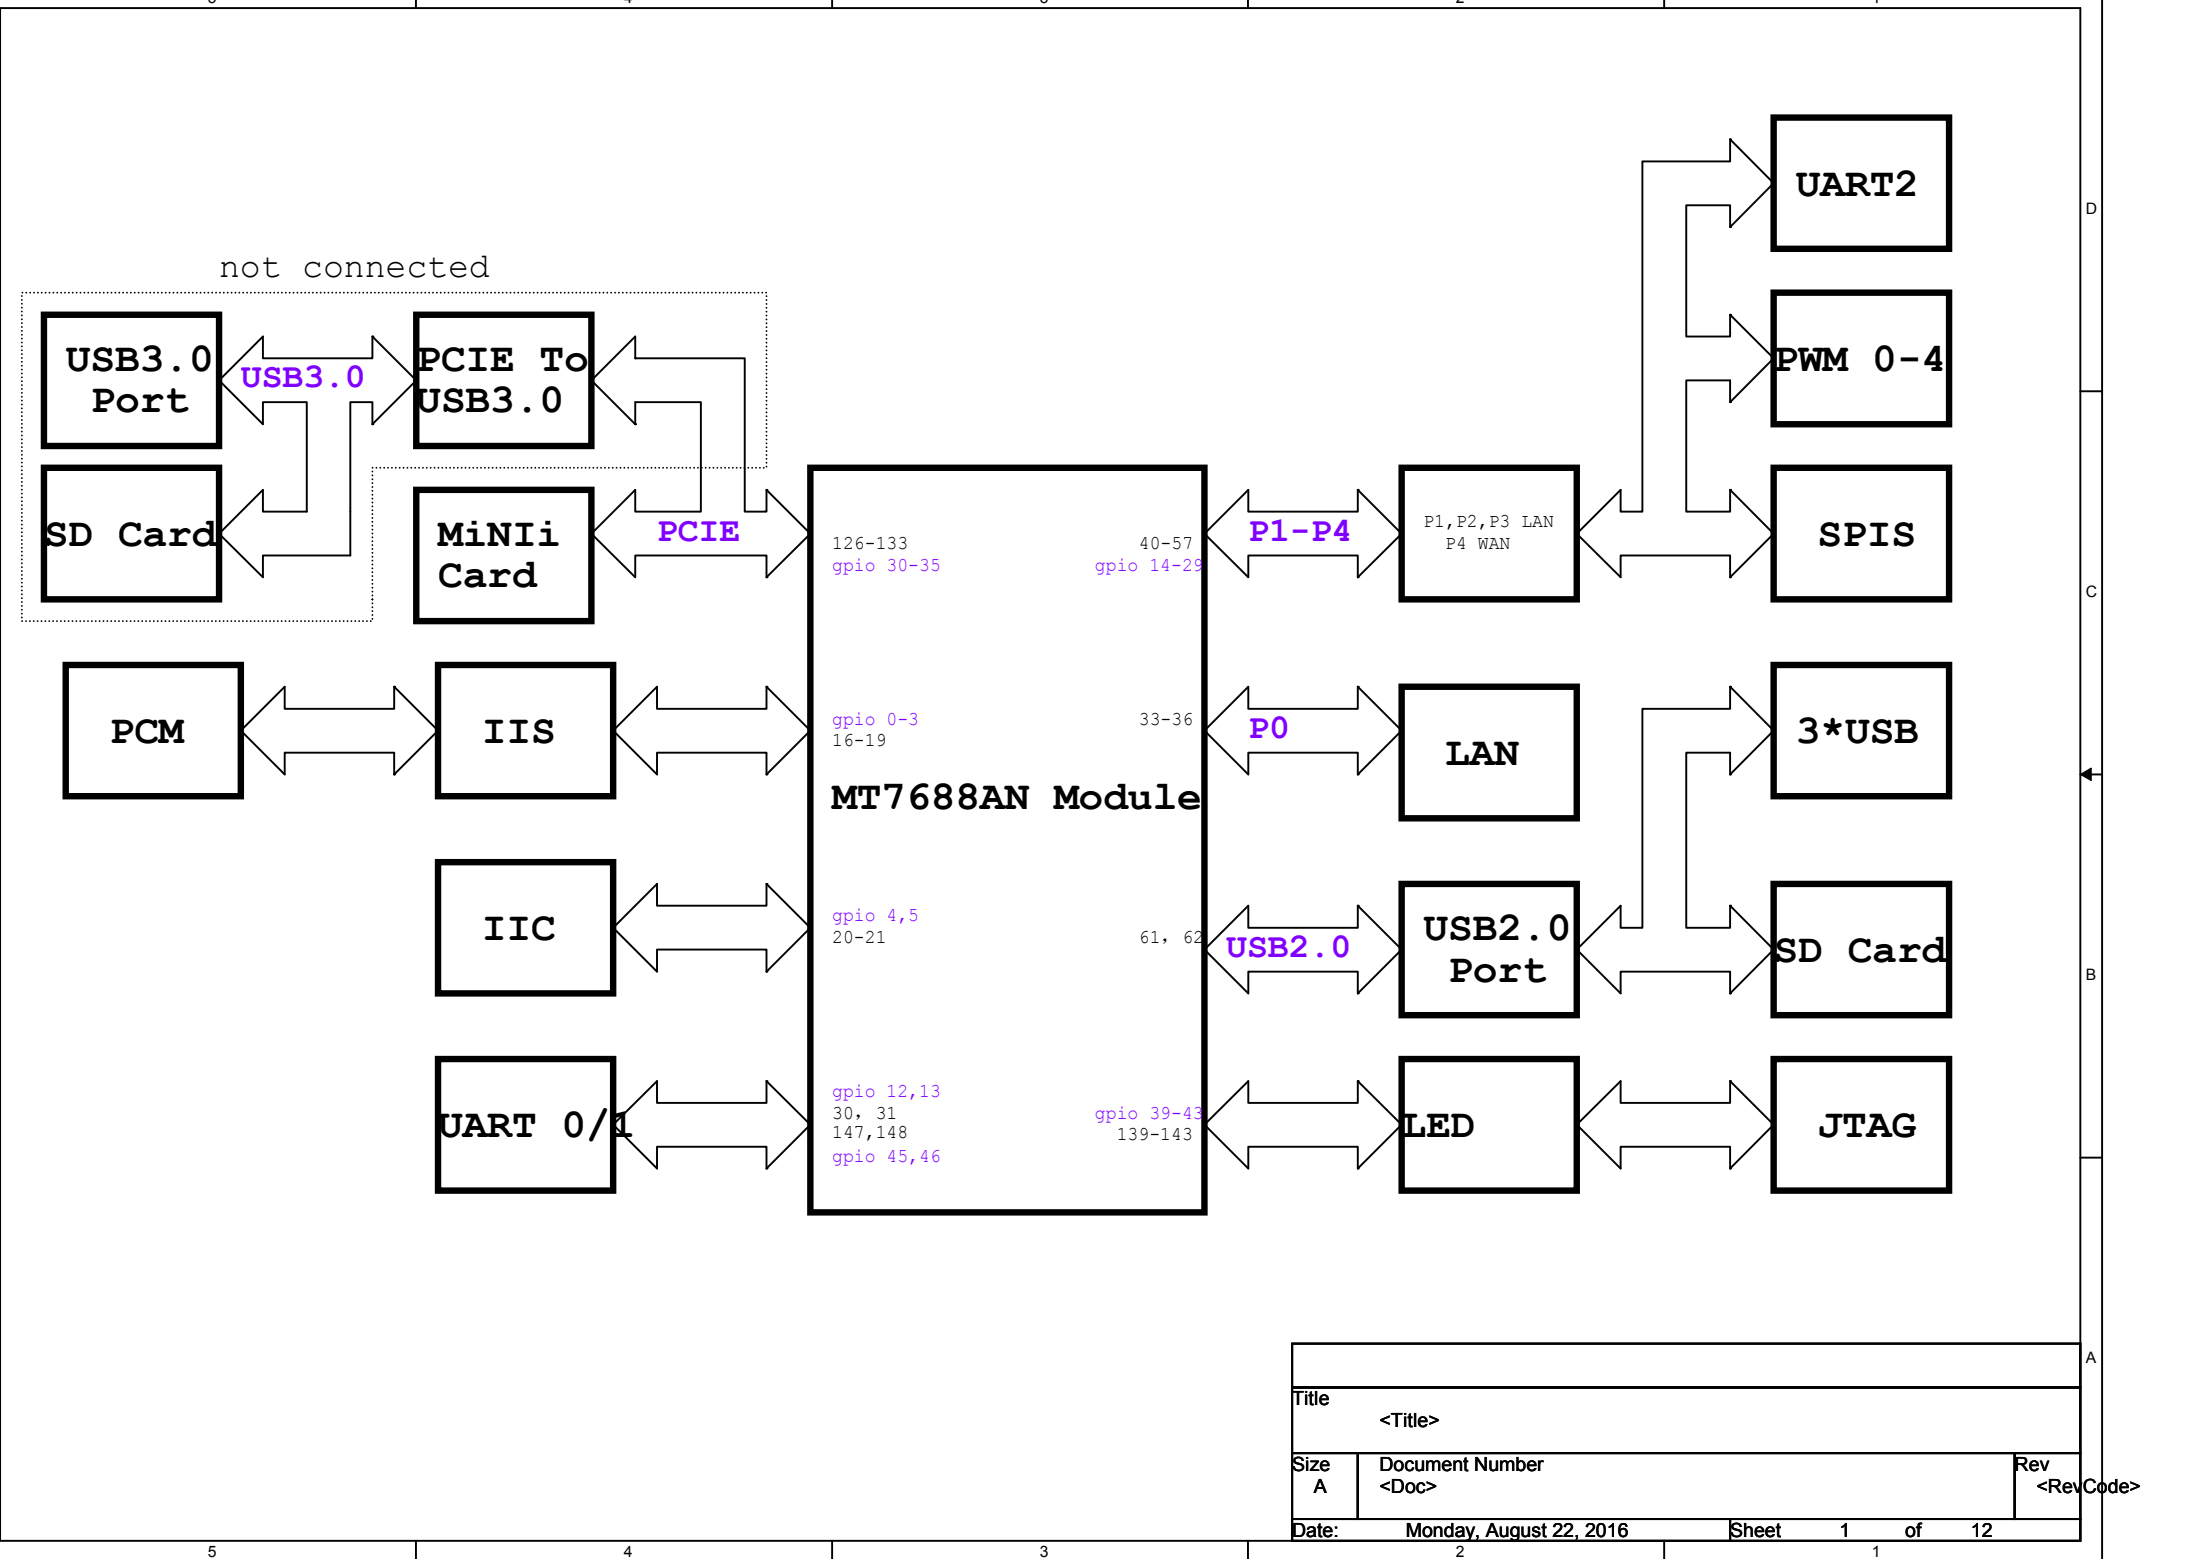 5 4 3 2 1
UART2
D
not connected
USB3.0
Port
USB3.0
PCIE To
USB3.0
PWM 0-4
SD Card
MiNIi
Card
PCIE
126-133
gpio 30-35
40-57
gpio 14-29
P1-P4
P1,P2,P3 LAN
P4 WAN
SPIS
C
PCM
IIS
gpio 0-3
16-19
33-36
P0
LAN
3*USB
MT7688AN Module
IIC
gpio 4,5
20-21
61, 62
USB2.0
USB2.0
Port
SD Card
B
UART 0/1
gpio 12,13
30, 31
147,148
gpio 45,46
gpio 39-43
139-143
LED
JTAG
A
Title
<Title>
Size
A
Document Number
<Doc>
Rev
<RevCode>
Date: Monday, August 22, 2016 Sheet 1 of 12
5 4 3 2 1